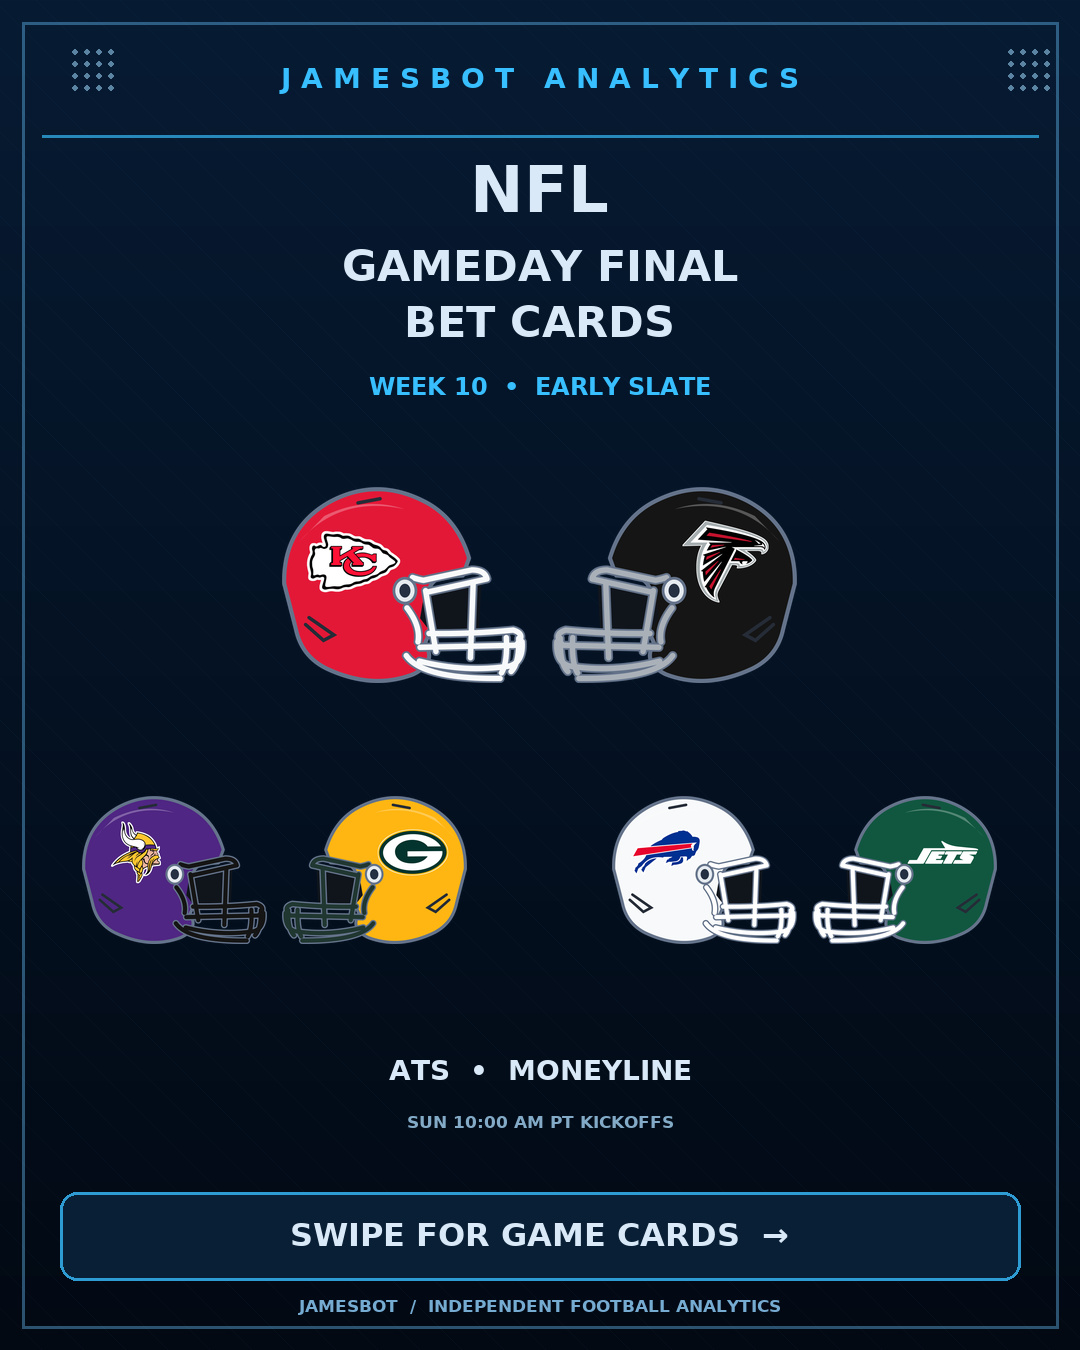 JAMESBOT ANALYTICS
NFL
GAMEDAY FINAL
BET CARDS
WEEK 10 • EARLY SLATE
KC
G
JETS
ATS • MONEYLINE
SUN 10:00 AM PT KICKOFFS
SWIPE FOR GAME CARDS →
JAMESBOT / INDEPENDENT FOOTBALL ANALYTICS